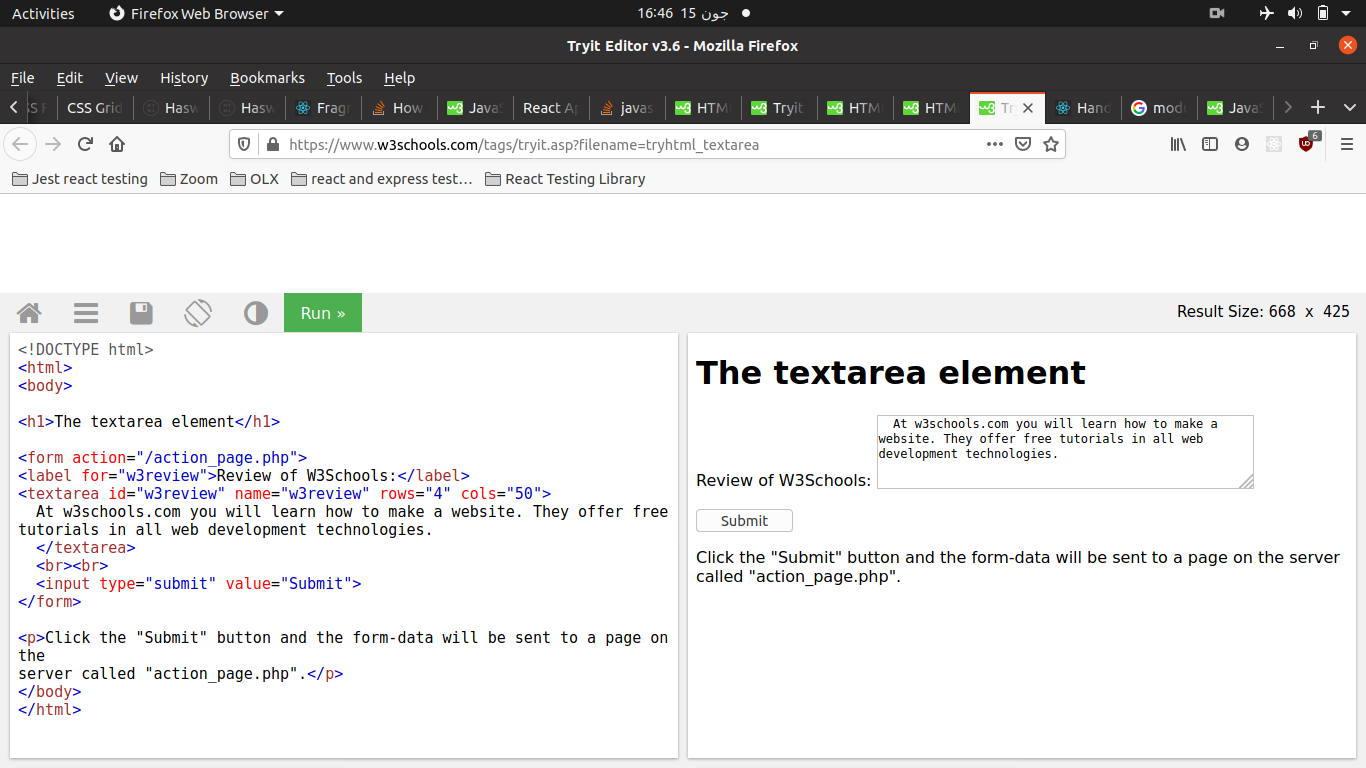 Activities Firefox Web Browser 16:46 15 جون
Tryit Editor v3.6 - Mozilla Firefox
File Edit View History Bookmarks Tools Help
CSS Grid Hasw Hasw Fragr How JavaS React Ap javas HTM Tryit HTM HTM Tr Hand mod JavaS
https://www.w3schools.com/tags/tryit.asp?filename=tryhtml_textarea 6
Jest react testing Zoom OLX react and express test… React Testing Library
Run » Result Size: 668 x 425
<!DOCTYPE html>
<html>
<body>
<h1>The textarea element</h1>
<form action="/action_page.php">
<label for="w3review">Review of W3Schools:</label>
<textarea id="w3review" name="w3review" rows="4" cols="50">
At w3schools.com you will learn how to make a website. They offer free
tutorials in all web development technologies.
</textarea>
<br><br>
<input type="submit" value="Submit">
</form>
<p>Click the "Submit" button and the form-data will be sent to a page on
the
server called "action_page.php".</p>
</body>
</html>
The textarea element
At w3schools.com you will learn how to make a
website. They offer free tutorials in all web
development technologies.
Review of W3Schools:
Submit
Click the "Submit" button and the form-data will be sent to a page on the server
called "action_page.php".